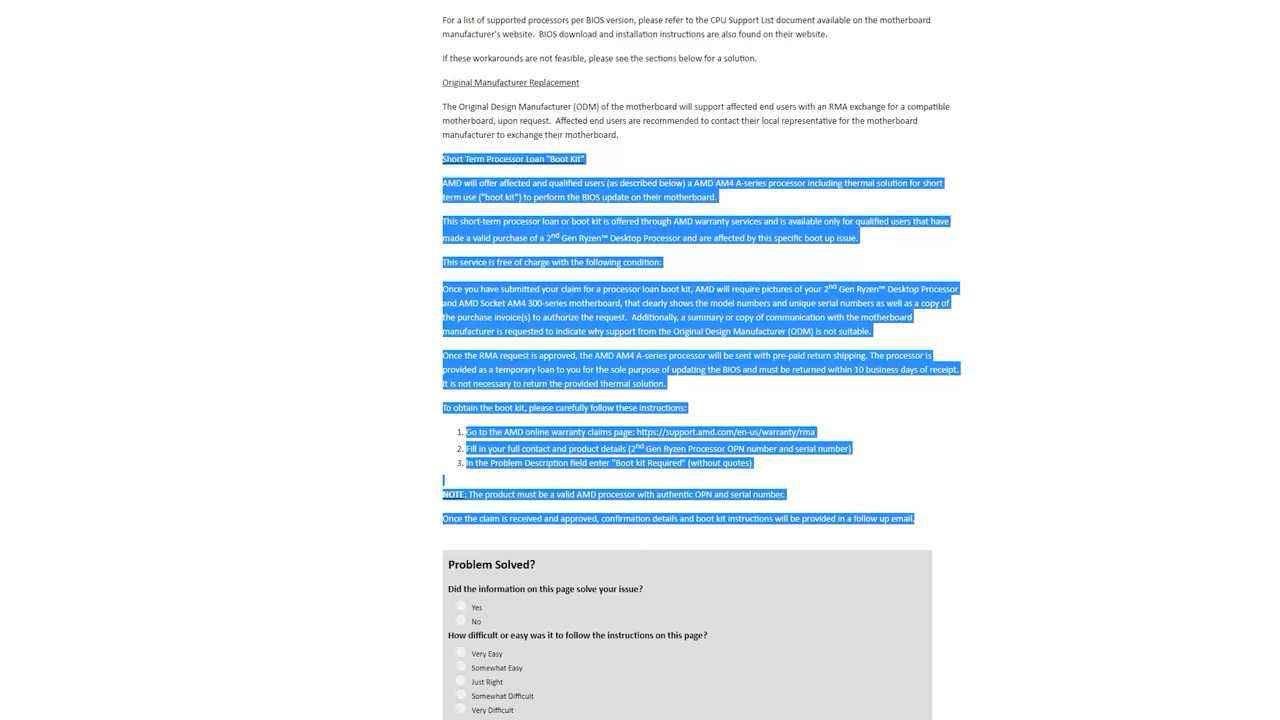 For a list of supported processors per BIOS version, please refer to the CPU Support List document available on the motherboard
manufacturer's website.  BIOS download and installation instructions are also found on their website.
If these workarounds are not feasible, please see the sections below for a solution.
Original Manufacturer Replacement
The Original Design Manufacturer (ODM) of the motherboard will support affected end users with an RMA exchange for a compatible
motherboard, upon request.  Affected end users are recommended to contact their local representative for the motherboard
manufacturer to exchange their motherboard.
Short Term Processor Loan "Boot Kit"
AMD will offer affected and qualified users (as described below) a AMD AM4 A-series processor including thermal solution for short
term use ("boot kit") to perform the BIOS update on their motherboard.
This short-term processor loan or boot kit is offered through AMD warranty services and is available only for qualified users that have
made a valid purchase of a 2nd Gen Ryzen™ Desktop Processor and are affected by this specific boot up issue.
This service is free of charge with the following condition:
Once you have submitted your claim for a processor loan boot kit, AMD will require pictures of your 2nd Gen Ryzen™ Desktop Processor
and AMD Socket AM4 300-series motherboard, that clearly shows the model numbers and unique serial numbers as well as a copy of
the purchase invoice(s) to authorize the request.  Additionally, a summary or copy of communication with the motherboard
manufacturer is requested to indicate why support from the Original Design Manufacturer (ODM) is not suitable.
Once the RMA request is approved, the AMD AM4 A-series processor will be sent with pre-paid return shipping. The processor is
provided as a temporary loan to you for the sole purpose of updating the BIOS and must be returned within 10 business days of receipt.
It is not necessary to return the provided thermal solution.
To obtain the boot kit, please carefully follow these instructions:
1. Go to the AMD online warranty claims page: https://support.amd.com/en-us/warranty/rma
2. Fill in your full contact and product details (2nd Gen Ryzen Processor OPN number and serial number)
3. In the Problem Description field enter "Boot kit Required" (without quotes)
NOTE: The product must be a valid AMD processor with authentic OPN and serial number.
Once the claim is received and approved, confirmation details and boot kit instructions will be provided in a follow up email.
Problem Solved?
Did the information on this page solve your issue?
Yes
No
How difficult or easy was it to follow the instructions on this page?
Very Easy
Somewhat Easy
Just Right
Somewhat Difficult
Very Difficult